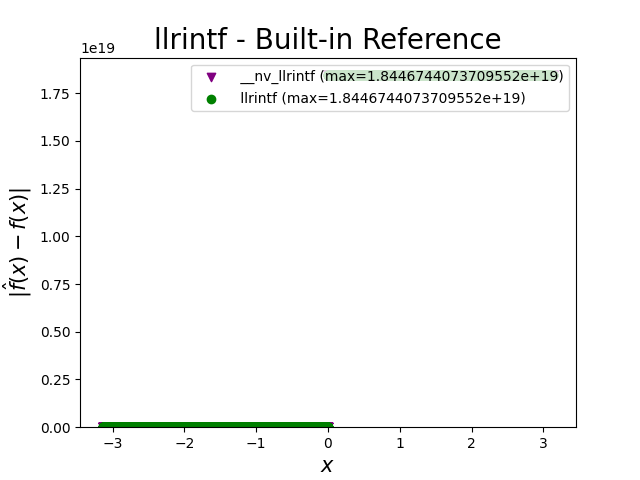 llrintf - Built-in Reference
1e19
__nv_llrintf (max=1.8446744073709552e+19)
llrintf (max=1.8446744073709552e+19)
1.75
1.50
1.25
1.00
0.75
0.50
0.25
0.00
|f̂(x) − f(x)|
−3
−2
−1
0
1
2
3
x